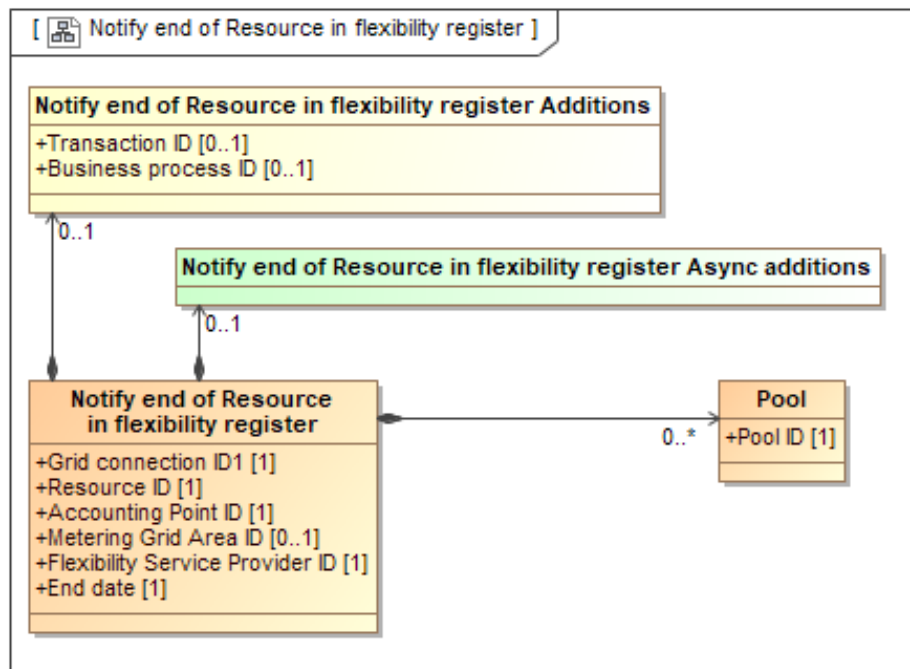 [ Notify end of Resource in flexibility register ]
Notify end of Resource in flexibility register Additions
+Transaction ID [0..1]
+Business process ID [0..1]
0..1
Notify end of Resource in flexibility register Async additions
0..1
Notify end of Resource
in flexibility register
+Grid connection ID1 [1]
+Resource ID [1]
+Accounting Point ID [1]
+Metering Grid Area ID [0..1]
+Flexibility Service Provider ID [1]
+End date [1]
0..*
Pool
+Pool ID [1]